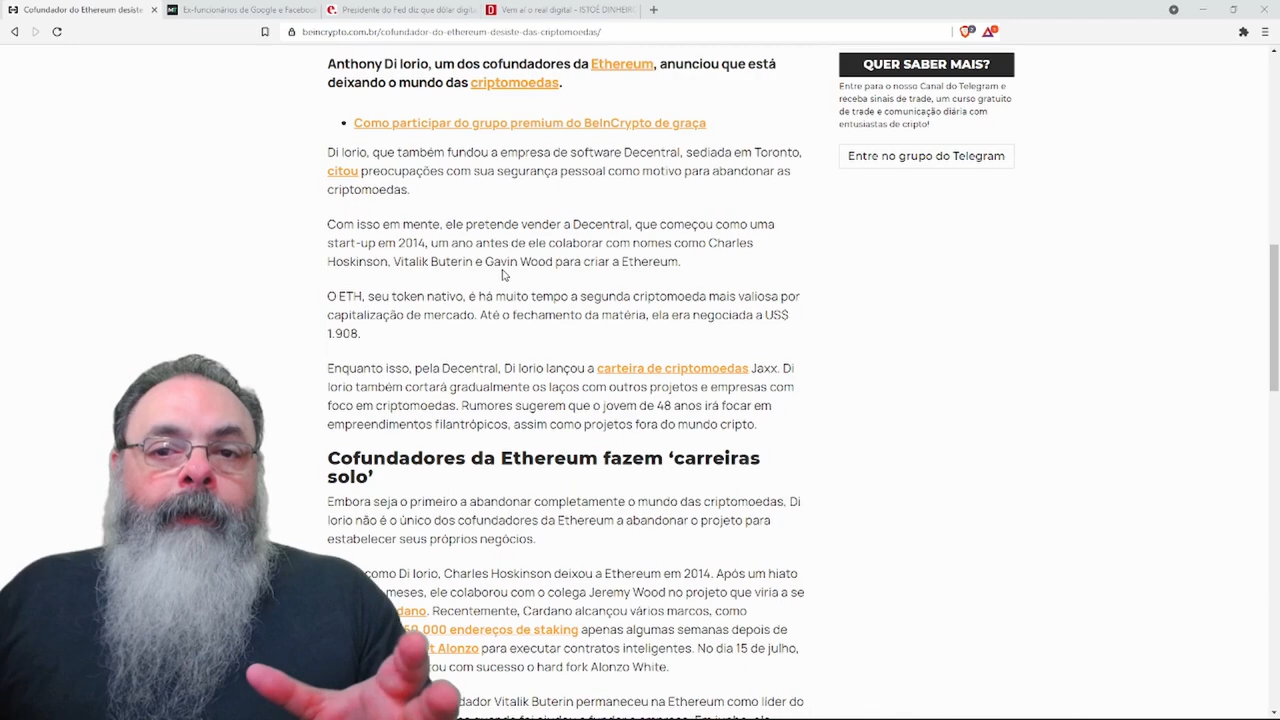 Cofundador do Ethereum desiste
Ex-funcionários de Google e Facebook
Presidente do Fed diz que dólar digital
Vem aí o real digital - ISTOÉ DINHEIRO
beincrypto.com.br/cofundador-do-ethereum-desiste-das-criptomoedas/
Anthony Di Iorio, um dos cofundadores da Ethereum, anunciou que está
deixando o mundo das criptomoedas.
• Como participar do grupo premium do BeInCrypto de graça
Di Iorio, que também fundou a empresa de software Decentral, sediada em Toronto,
citou preocupações com sua segurança pessoal como motivo para abandonar as
criptomoedas.
Com isso em mente, ele pretende vender a Decentral, que começou como uma
start-up em 2014, um ano antes de ele colaborar com nomes como Charles
Hoskinson, Vitalik Buterin e Gavin Wood para criar a Ethereum.
O ETH, seu token nativo, é há muito tempo a segunda criptomoeda mais valiosa por
capitalização de mercado. Até o fechamento da matéria, ela era negociada a US$
1.908.
Enquanto isso, pela Decentral, Di Iorio lançou a carteira de criptomoedas Jaxx. Di
Iorio também cortará gradualmente os laços com outros projetos e empresas com
foco em criptomoedas. Rumores sugerem que o jovem de 48 anos irá focar em
empreendimentos filantrópicos, assim como projetos fora do mundo cripto.
Cofundadores da Ethereum fazem ‘carreiras
solo’
Embora seja o primeiro a abandonar completamente o mundo das criptomoedas, Di
Iorio não é o único dos cofundadores da Ethereum a abandonar o projeto para
estabelecer seus próprios negócios.
como Di Iorio, Charles Hoskinson deixou a Ethereum em 2014. Após um hiato
meses, ele colaborou com o colega Jeremy Wood no projeto que viria a se
dano. Recentemente, Cardano alcançou vários marcos, como
.000 endereços de staking apenas algumas semanas depois de
t Alonzo para executar contratos inteligentes. No dia 15 de julho,
tou com sucesso o hard fork Alonzo White.
dador Vitalik Buterin permaneceu na Ethereum como líder do
QUER SABER MAIS?
Entre para o nosso Canal do Telegram e
receba sinais de trade, um curso gratuito
de trade e comunicação diária com
entusiastas de cripto!
Entre no grupo do Telegram